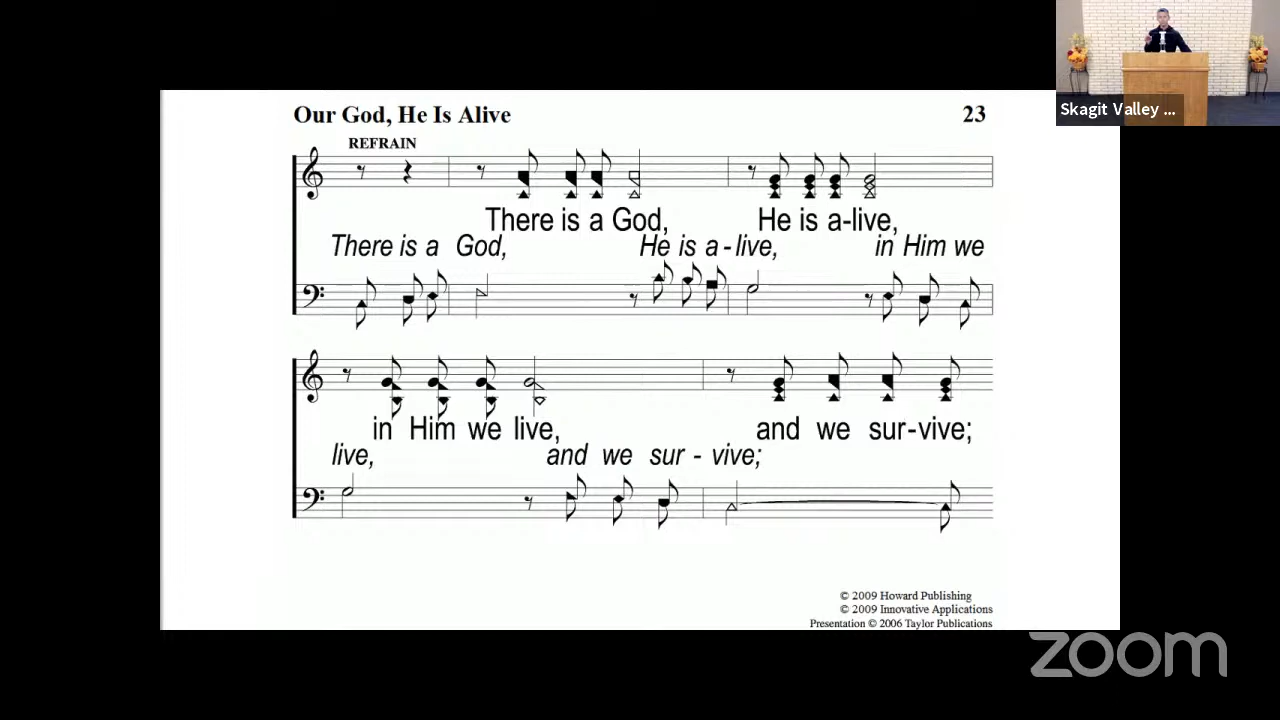 Skagit Valley ...
Our God, He Is Alive 23
REFRAIN
There is a God, He is a-live,
There is a God, He is a-live, in Him we
in Him we live, and we sur-vive;
live, and we sur-vive;
© 2009 Howard Publishing
© 2009 Innovative Applications
Presentation © 2006 Taylor Publications
zoom